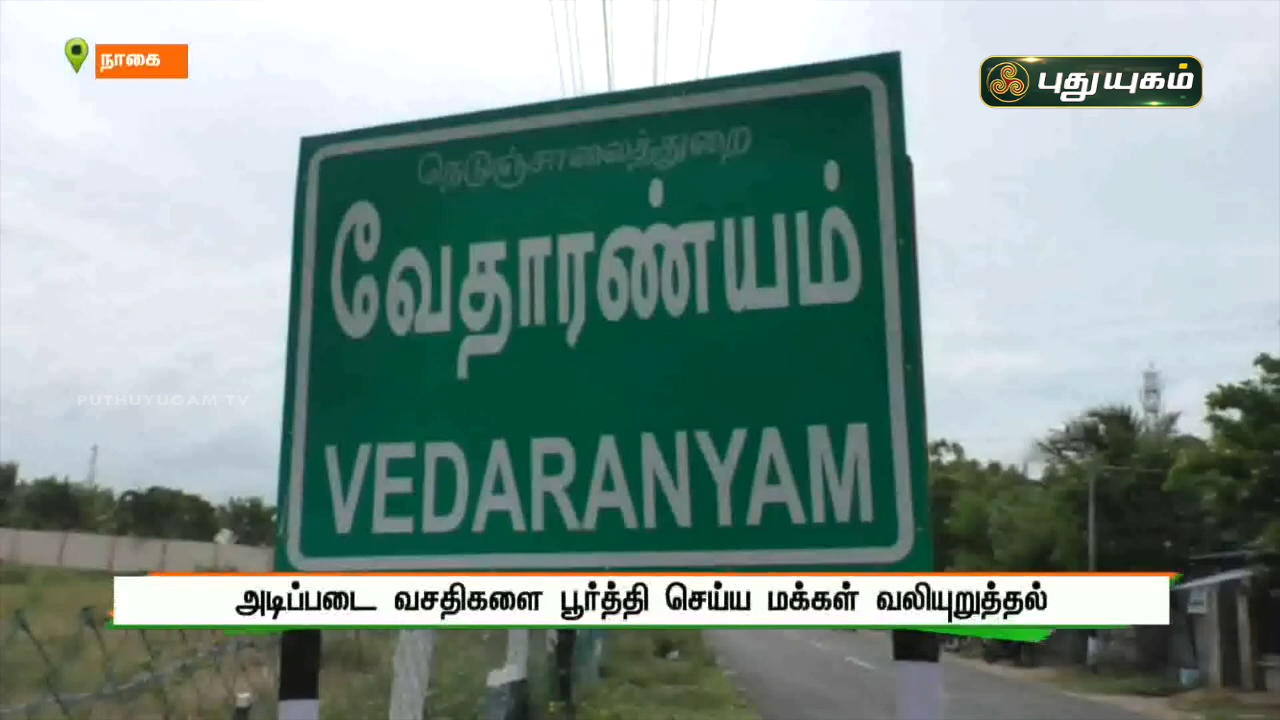 நாகை
புதுயுகம்
நெடுஞ்சாலைத்துறை
வேதாரண்யம்
PUTHUYUGAM TV
VEDARANYAM
அடிப்படை வசதிகளை பூர்த்தி செய்ய மக்கள் வலியுறுத்தல்